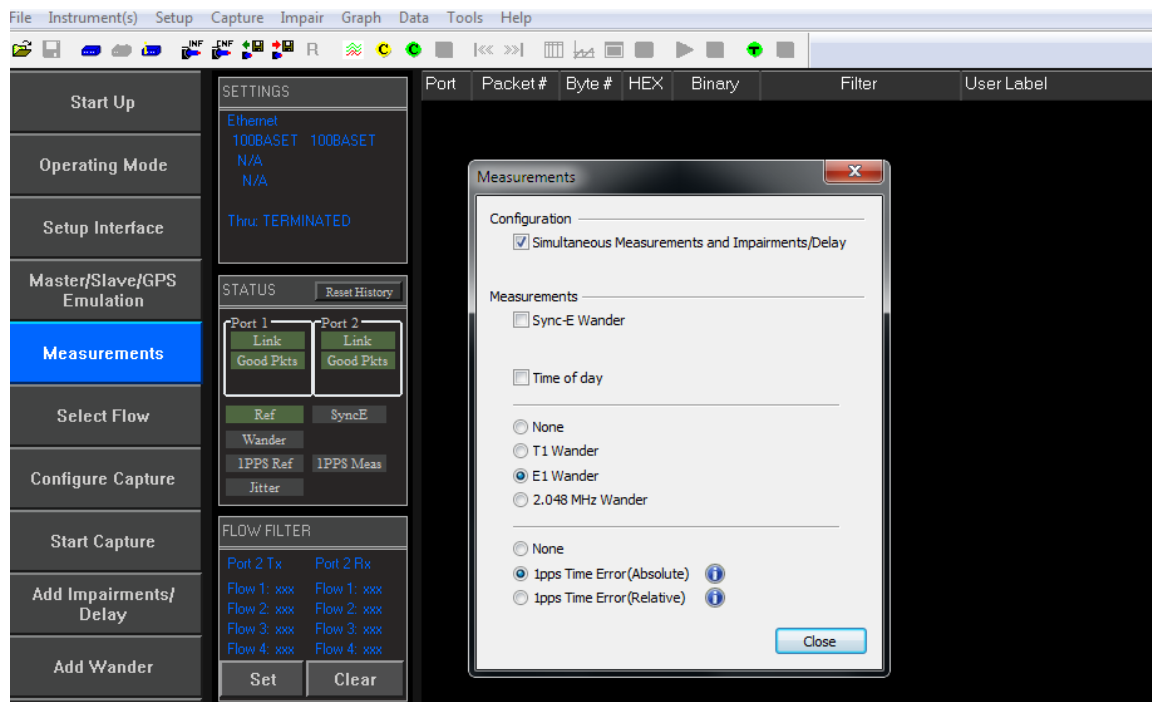 File Instrument(s) Setup Capture Impair Graph Data Tools Help
INF INF R C C T
Start Up
Operating Mode
Setup Interface
Master/Slave/GPS
Emulation
Measurements
Select Flow
Configure Capture
Start Capture
Add Impairments/
Delay
Add Wander
SETTINGS
Ethernet
100BASET 100BASET
N/A
N/A
Thru: TERMINATED
STATUS Reset History
Port 1 Port 2
Link Link
Good Pkts Good Pkts
Ref SyncE
Wander
1PPS Ref 1PPS Meas
Jitter
FLOW FILTER
Port 2 Tx Port 2 Rx
Flow 1: xxx Flow 1: xxx
Flow 2: xxx Flow 2: xxx
Flow 3: xxx Flow 3: xxx
Flow 4: xxx Flow 4: xxx
Set Clear
Port Packet # Byte # HEX Binary Filter User Label
Measurements
Configuration
Simultaneous Measurements and Impairments/Delay
Measurements
Sync-E Wander
Time of day
None
T1 Wander
E1 Wander
2.048 MHz Wander
None
1pps Time Error(Absolute)
1pps Time Error(Relative)
Close